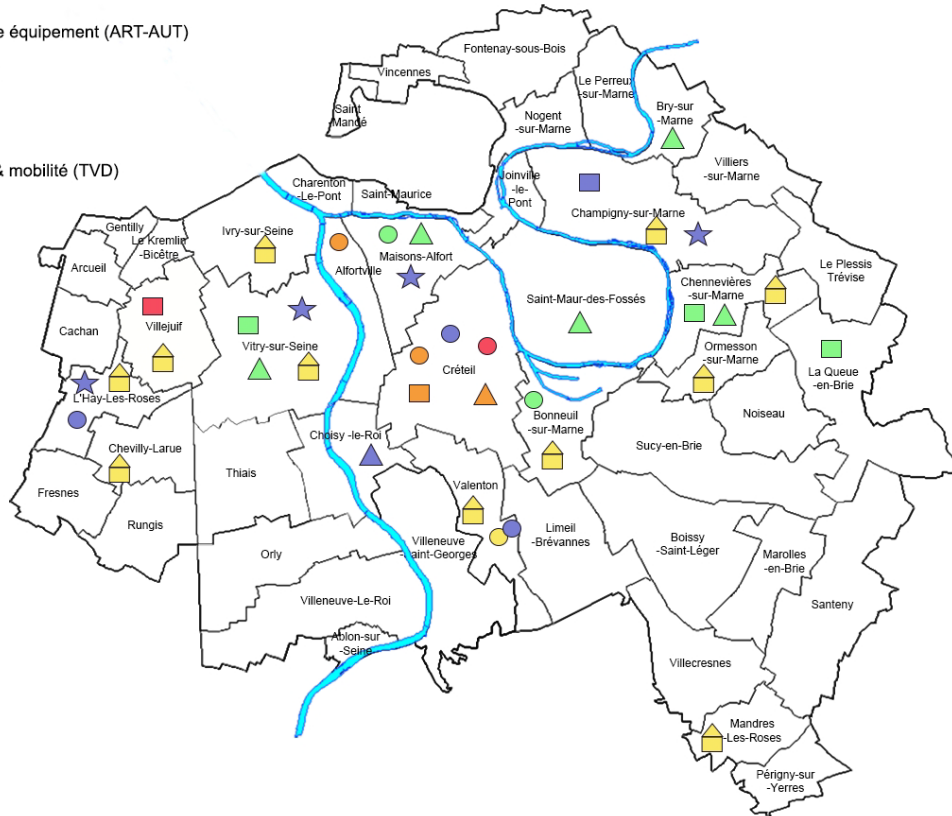 e équipement (ART-AUT)
& mobilité (TVD)
Fontenay-sous-Bois
Vincennes
Le Perreux
-sur-Marne
Saint
-Mandé
Nogent
-sur-Marne
Bry-sur
-Marne
Villiers
-sur-Marne
Joinville
-le-
Pont
Charenton
-Le-Pont
Saint-Maurice
Champigny-sur-Marne
Gentilly
Le Kremlin
-Bicêtre
Ivry-sur-Seine
Maisons-Alfort
Alfortville
Arcueil
Le Plessis
Trévise
Chennevières
-sur-Marne
Saint-Maur-des-Fossés
Cachan
Villejuif
Vitry-sur-Seine
Ormesson
-sur-Marne
Créteil
La Queue
-en-Brie
L'Hay-Les-Roses
Bonneuil
-sur-Marne
Noiseau
Choisy -le-Roi
Sucy-en-Brie
Chevilly-Larue
Thiais
Fresnes
Valenton
Rungis
Limeil
-Brévannes
Villeneuve
-Saint-Georges
Boissy
-Saint-Léger
Marolles
-en-Brie
Orly
Villeneuve-Le-Roi
Santeny
Ablon-sur
-Seine
Villecresnes
Mandres
-Les-Roses
Périgny-sur
-Yerres